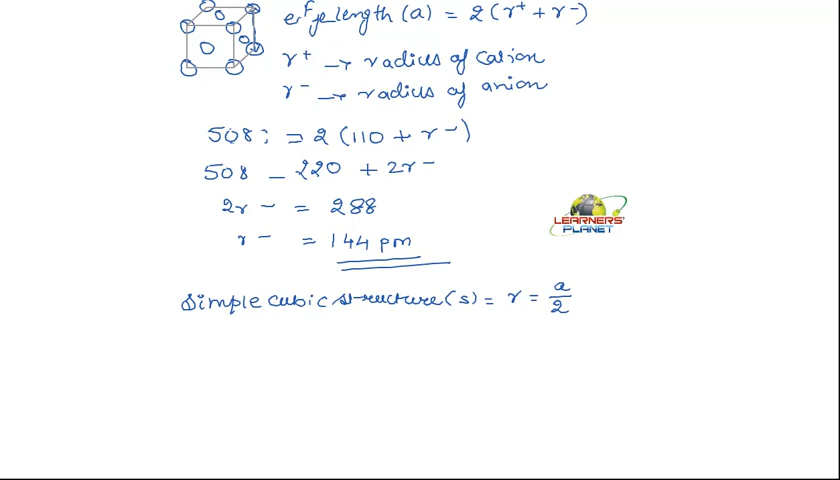 length (a) = 2 (r+ + r-)
r+ → radius of cation
r- → radius of anion
508 = 2 (110 + r-)
508 = 220 + 2r-
2r- = 288
r- = 144 pm
LEARNERS'
PLANET
Simple cubic structure (s) = r = a/2